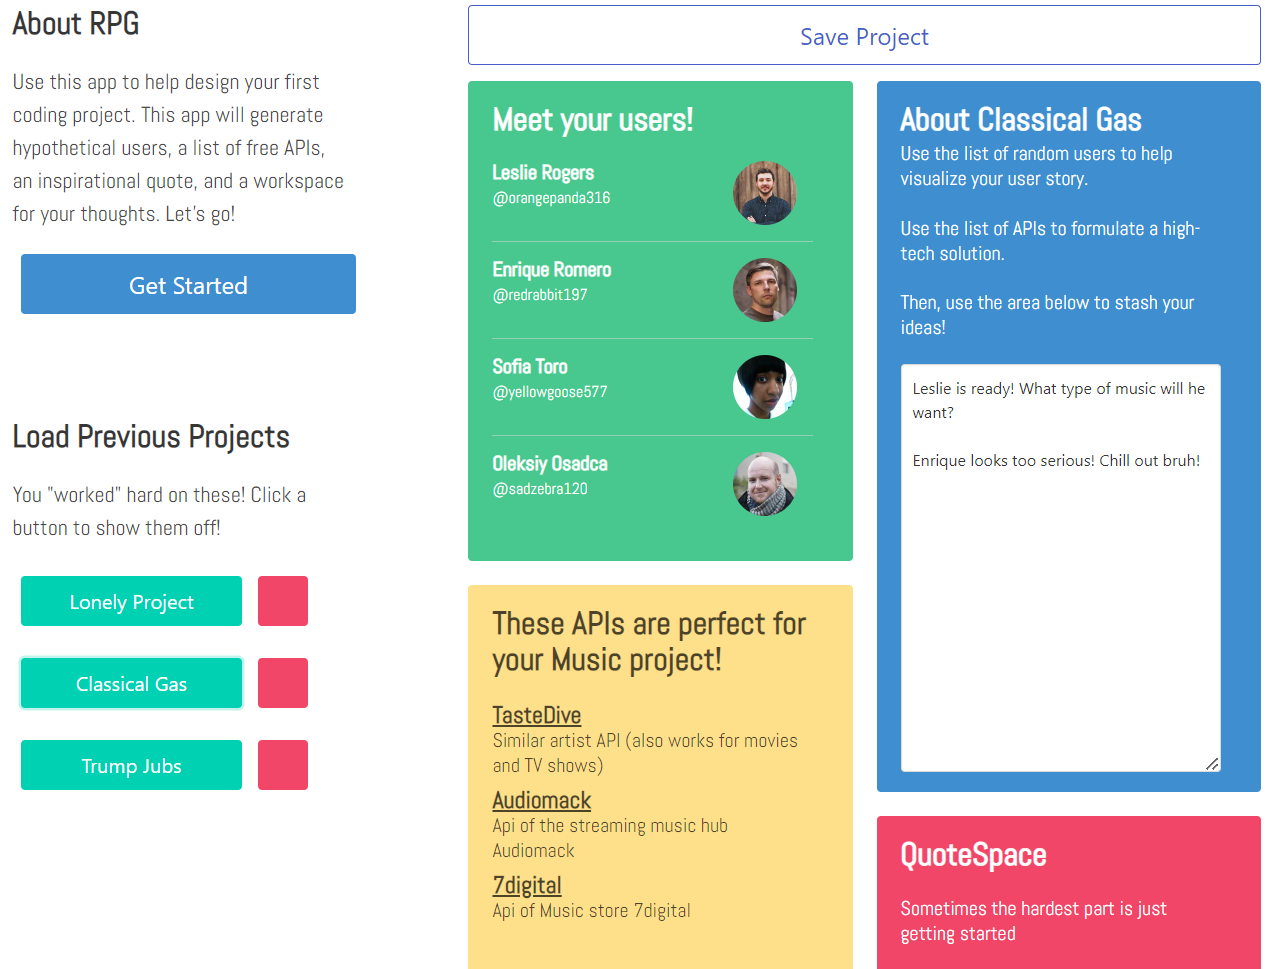 About RPG
Use this app to help design your first
coding project. This app will generate
hypothetical users, a list of free APIs,
an inspirational quote, and a workspace
for your thoughts. Let's go!
Get Started
Load Previous Projects
You "worked" hard on these! Click a
button to show them off!
Lonely Project
Classical Gas
Trump Jubs
Save Project
Meet your users!
Leslie Rogers
@orangepanda316
Enrique Romero
@redrabbit197
Sofia Toro
@yellowgoose577
Oleksiy Osadca
@sadzebra120
These APIs are perfect for
your Music project!
TasteDive
Similar artist API (also works for movies
and TV shows)
Audiomack
Api of the streaming music hub
Audiomack
7digital
Api of Music store 7digital
About Classical Gas
Use the list of random users to help
visualize your user story.
Use the list of APIs to formulate a high-
tech solution.
Then, use the area below to stash your
ideas!
Leslie is ready! What type of music will he
want?
Enrique looks too serious! Chill out bruh!
QuoteSpace
Sometimes the hardest part is just
getting started